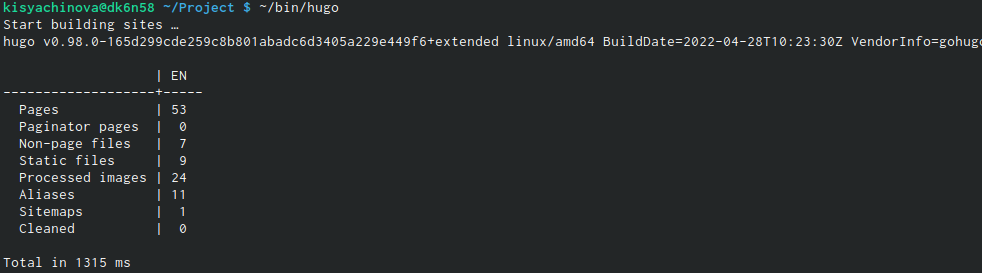 kisyachinova@dk6n58 ~/Project $ ~/bin/hugo
Start building sites …
hugo v0.98.0-165d299cde259c8b801abadc6d3405a229e449f6+extended linux/amd64 BuildDate=2022-04-28T10:23:30Z VendorInfo=gohugo
                   | EN
-------------------+-----
  Pages            | 53
  Paginator pages  |  0
  Non-page files   |  7
  Static files     |  9
  Processed images | 24
  Aliases          | 11
  Sitemaps         |  1
  Cleaned          |  0
Total in 1315 ms